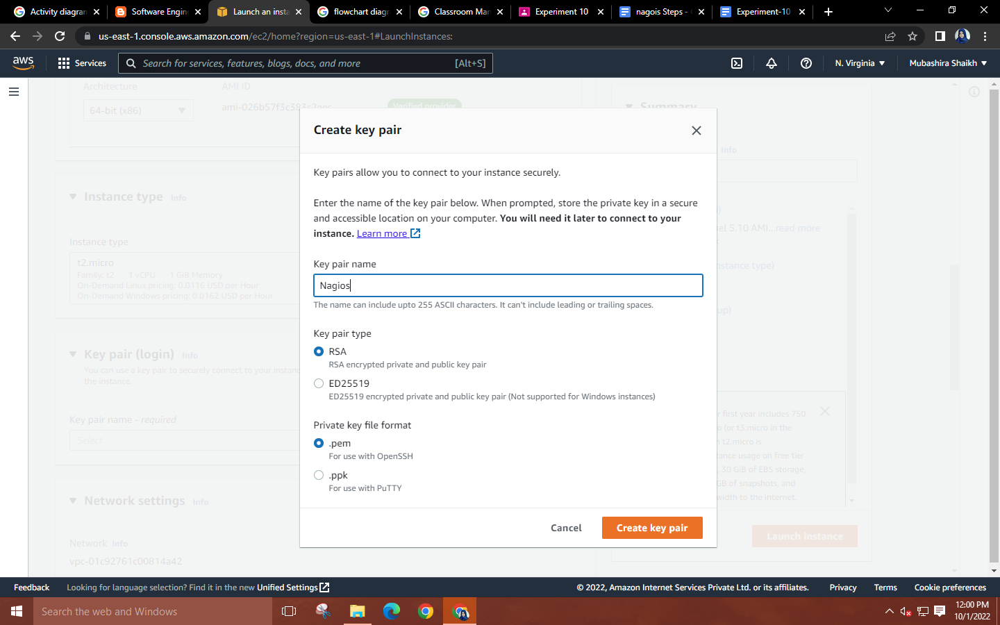 Activity diagran
Software Engin
Launch an insta
flowchart diag
Classroom Mar
Experiment 10
nagois Steps -
Experiment-10
us-east-1.console.aws.amazon.com/ec2/home?region=us-east-1#LaunchInstances:
aws
Services
Search for services, features, blogs, docs, and more
[Alt+S]
N. Virginia
Mubashira Shaikh
Architecture
AMI ID
64-bit (x86)
ami-026b57f3c383c2eec
Verified provider
Summary
Info
Instance type Info
Instance type
t2.micro
Family: t2 1 vCPU 1 GiB Memory
On-Demand Linux pricing: 0.0116 USD per Hour
On-Demand Windows pricing: 0.0162 USD per Hour
Key pair (login) Info
You can use a key pair to securely connect to your instanc
the instance.
Key pair name - required
Select
Network settings Info
Network Info
vpc-01c92761c00814a42
Create key pair
Key pairs allow you to connect to your instance securely.
Enter the name of the key pair below. When prompted, store the private key in a secure
and accessible location on your computer. You will need it later to connect to your
instance. Learn more
Key pair name
Nagios
The name can include upto 255 ASCII characters. It can't include leading or trailing spaces.
Key pair type
RSA
RSA encrypted private and public key pair
ED25519
ED25519 encrypted private and public key pair (Not supported for Windows instances)
Private key file format
.pem
For use with OpenSSH
.ppk
For use with PuTTY
Cancel
Create key pair
el 5.10 AMI...read more
nstance type)
up)
r first year includes 750
o (or t3.micro in the
n t2.micro is
tance usage on free tier
, 30 GiB of EBS storage,
GB of snapshots, and
width to the internet.
Launch instance
Feedback
Looking for language selection? Find it in the new Unified Settings
© 2022, Amazon Internet Services Private Ltd. or its affiliates.
Privacy
Terms
Cookie preferences
Search the web and Windows
12:00 PM
10/1/2022